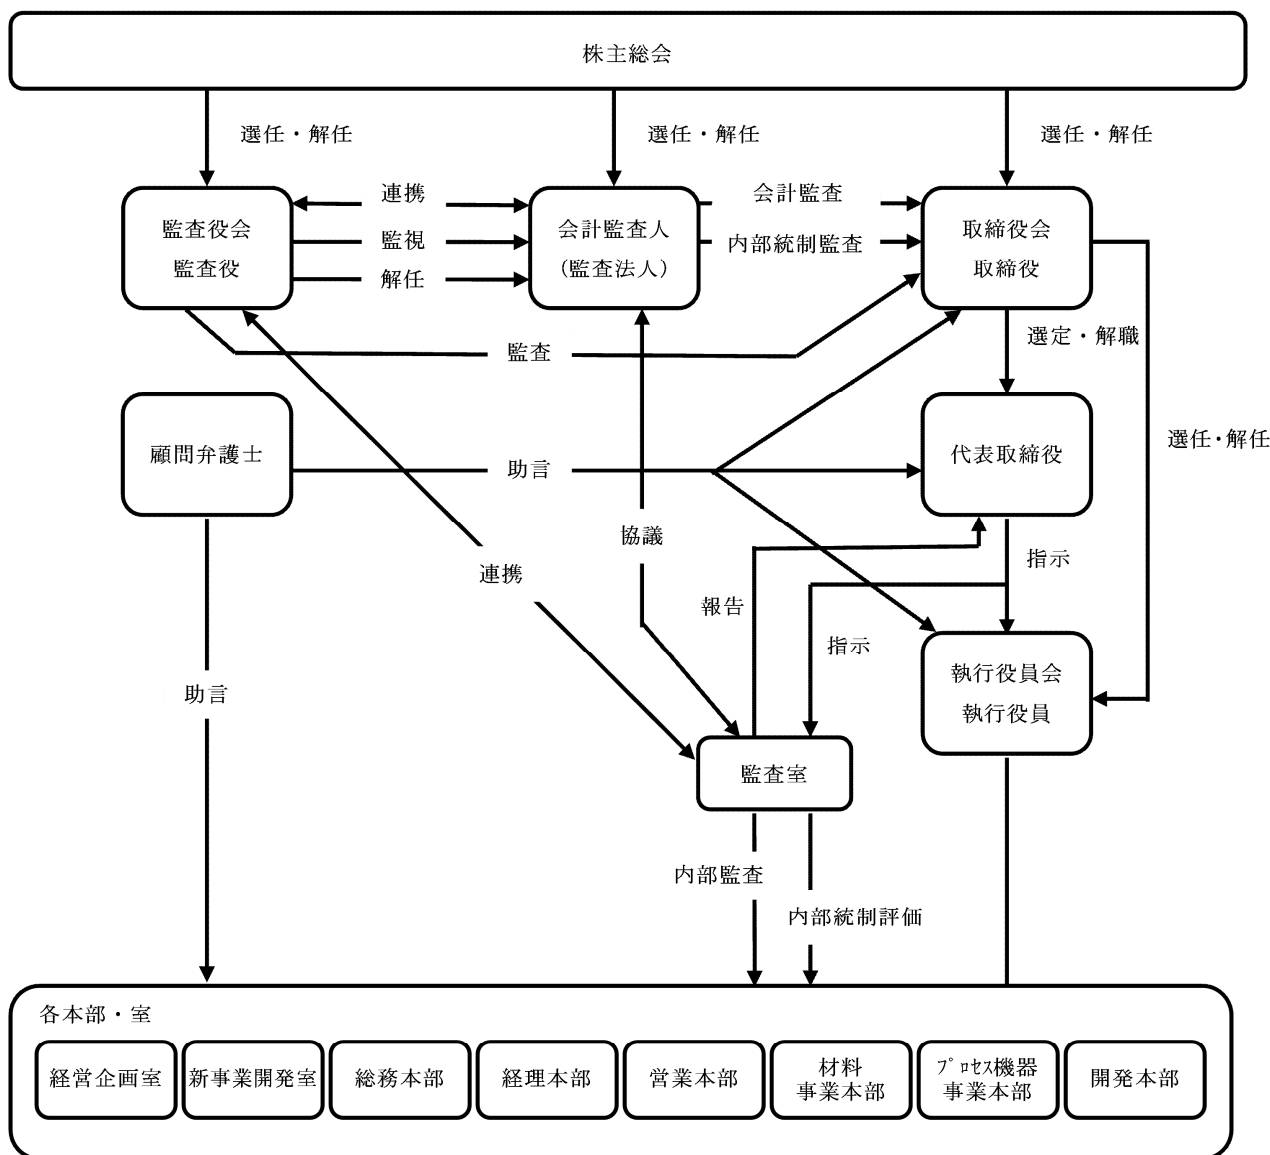 株主総会
選任・解任
選任・解任
選任・解任
監査役会
監査役
連携
監視
解任
会計監査人
(監査法人)
会計監査
内部統制監査
取締役会
取締役
監査
選定・解職
顧問弁護士
助言
代表取締役
選任・解任
協議
連携
指示
報告
指示
執行役員会
執行役員
助言
監査室
内部監査
内部統制評価
各本部・室
経営企画室
新事業開発室
総務本部
経理本部
営業本部
材料
事業本部
プロセス機器
事業本部
開発本部